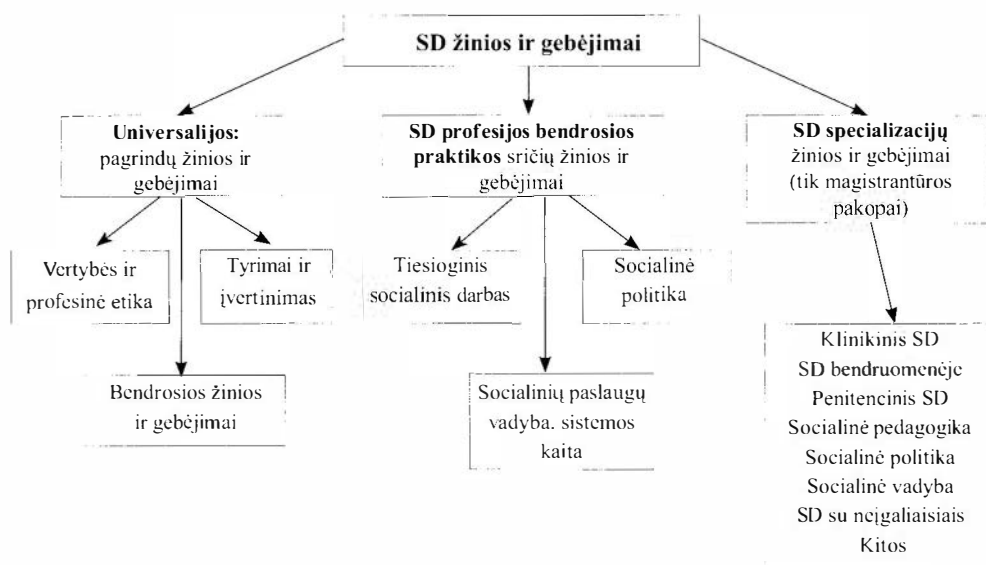 SD žinios ir gebėjimai
Universalijos:
pagrindų žinios ir
gebėjimai
SD profesijos bendrosios
praktikos sričių žinios ir
gebėjimai
SD specializacijų
žinios ir gebėjimai
(tik magistrantūros
pakopai)
Vertybės ir
profesinė etika
Tyrimai ir
įvertinimas
Tiesioginis
socialinis darbas
Socialinė
politika
Bendrosios žinios
ir gebėjimai
Socialinių paslaugų
vadyba. sistemos
kaita
Klinikinis SD
SD bendruomenėje
Penitencinis SD
Socialinė pedagogika
Socialinė politika
Socialinė vadyba
SD su neįgaliaisiais
Kitos